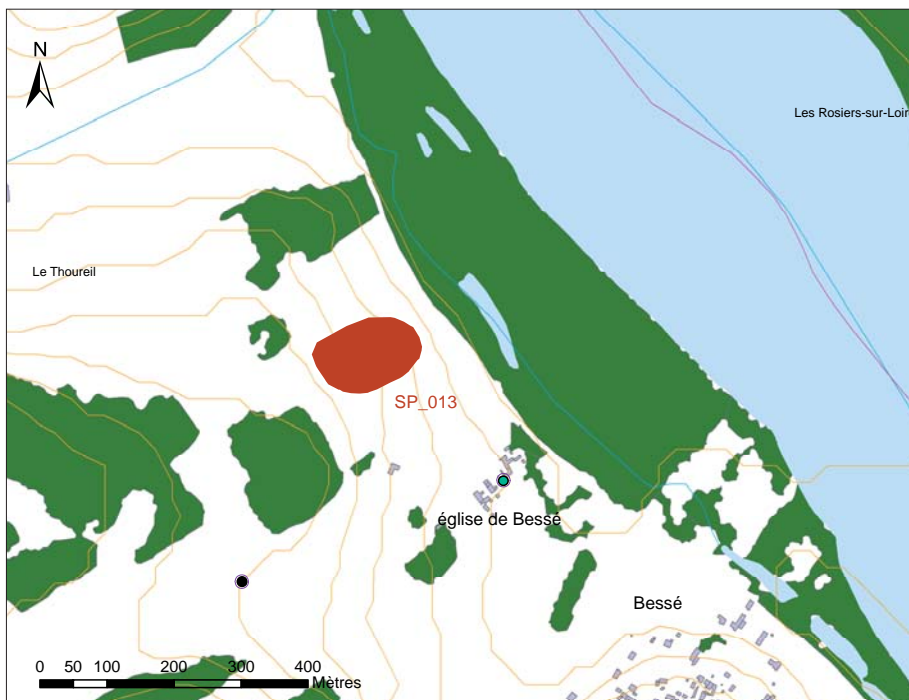 N
Les Rosiers-sur-Loir
Le Thoureil
SP_013
église de Bessé
Bessé
0 50 100 200 300 400
Mètres